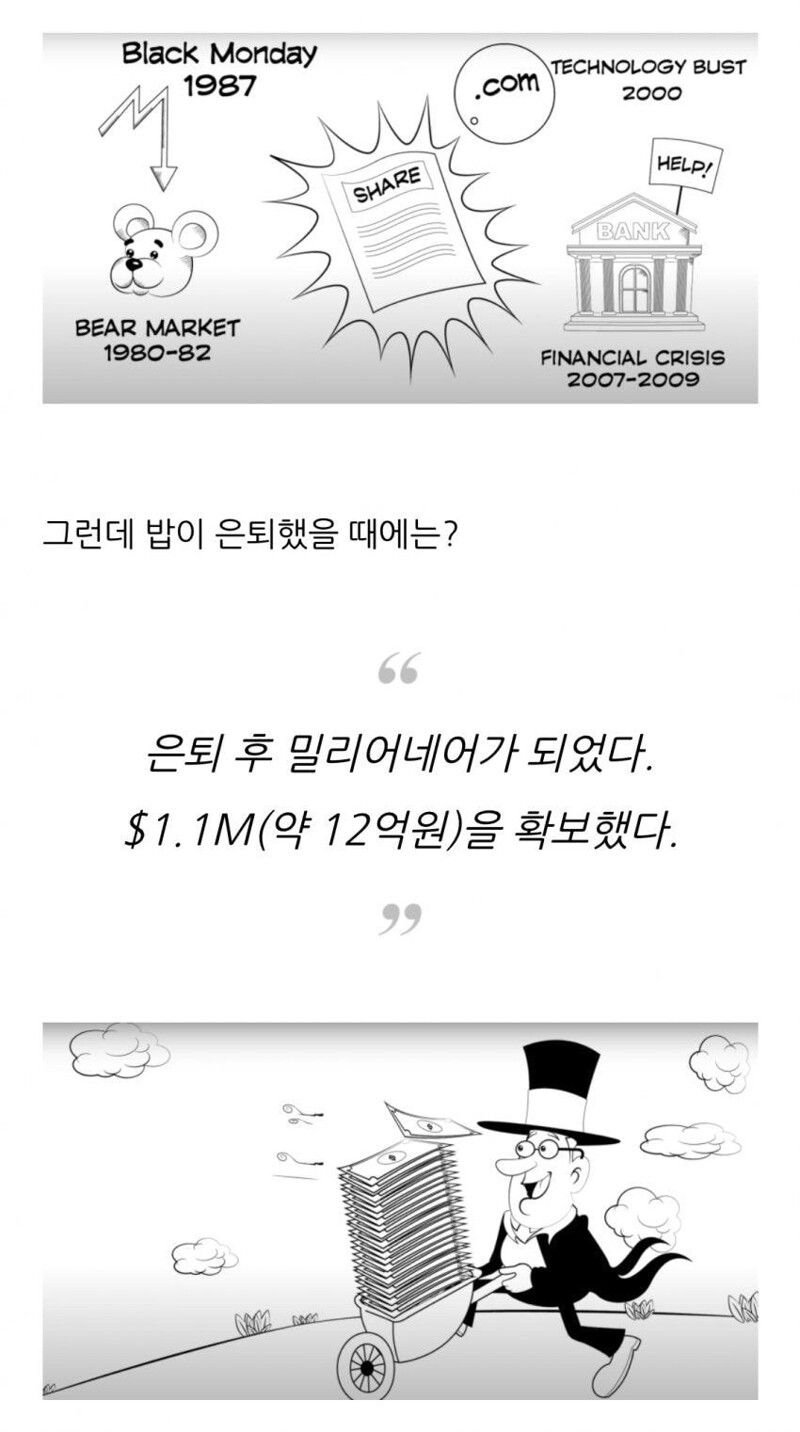 Black Monday
1987
.com
TECHNOLOGY BUST
2000
SHARE
HELP!
BANK
BEAR MARKET
1980-82
FINANCIAL CRISIS
2007-2009
그런데 밥이 은퇴했을 때에는?
“
은퇴 후 밀리어네어가 되었다.
$1.1M(약 12억원)을 확보했다.
”